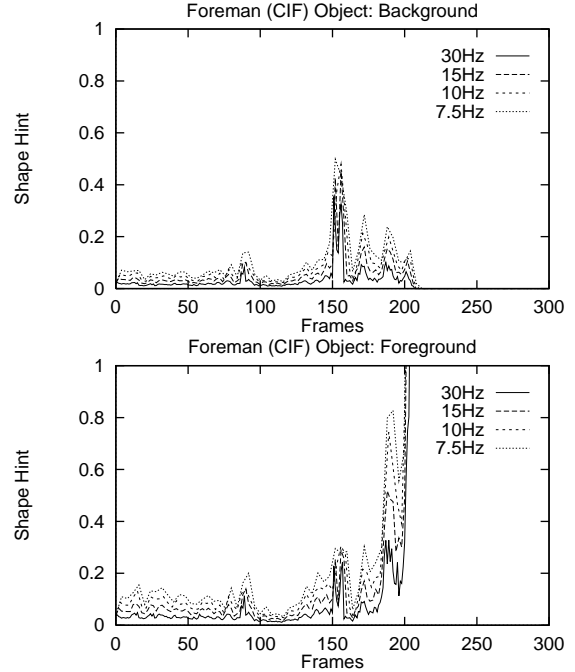 Foreman (CIF) Object: Background
1
0.8
0.6
0.4
0.2
0
Shape Hint
30Hz
15Hz
10Hz
7.5Hz
0 50 100 150 200 250 300
Frames
Foreman (CIF) Object: Foreground
1
0.8
0.6
0.4
0.2
0
Shape Hint
30Hz
15Hz
10Hz
7.5Hz
0 50 100 150 200 250 300
Frames